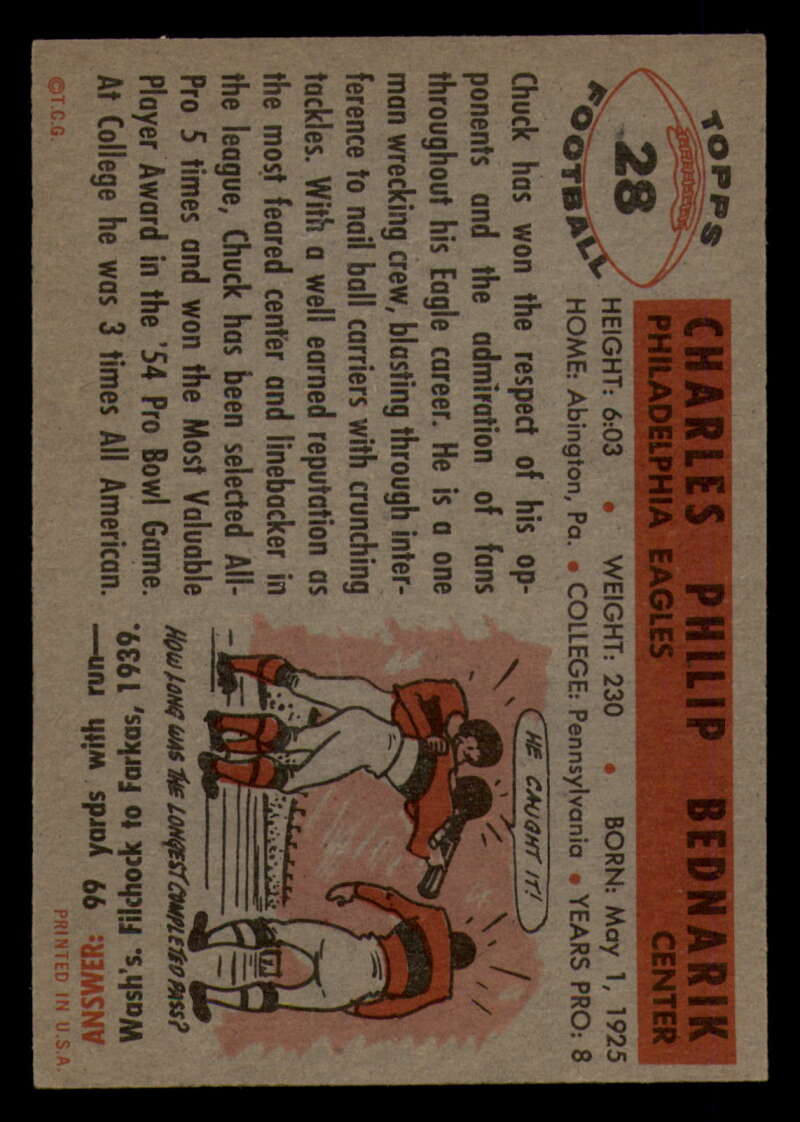 TOPPS
28
FOOTBALL
CHARLES PHILIP BEDNARIK
PHILADELPHIA EAGLES CENTER
HEIGHT: 6:03 • WEIGHT: 230 • BORN: May 1, 1925
HOME: Abington, Pa. • COLLEGE: Pennsylvania • YEARS PRO: 8
Chuck has won the respect of his op-
ponents and the admiration of fans
throughout his Eagle career. He is a one
man wrecking crew, blasting through inter-
ference to nail ball carriers with crunching
tackles. With a well earned reputation as
the most feared center and linebacker in
the league, Chuck has been selected All-
Pro 5 times and won the Most Valuable
Player Award in the '54 Pro Bowl Game.
At College he was 3 times All American.
HE CAUGHT IT!
HOW LONG WAS THE LONGEST COMPLETED PASS?
Wash's. Filchock to Farkas, 1939.
ANSWER: 99 yards with run—
©T.C.G.
PRINTED IN U.S.A.